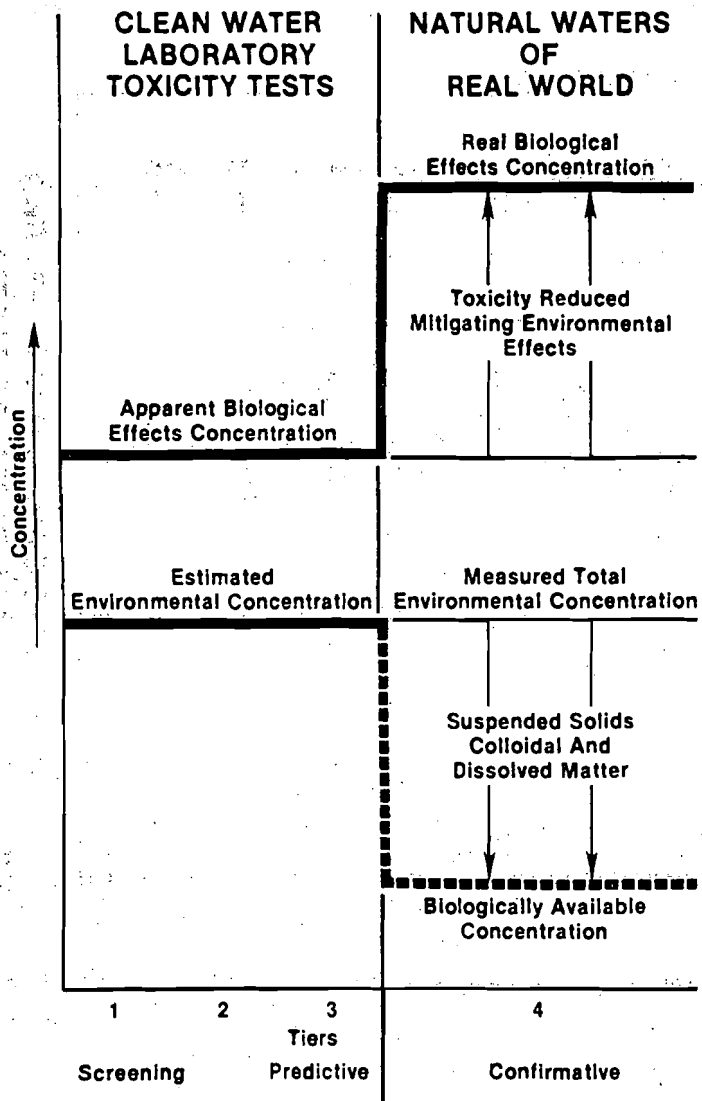 CLEAN WATER
LABORATORY
TOXICITY TESTS
NATURAL WATERS
OF
REAL WORLD
Real Biological
Effects Concentration
Toxicity Reduced
Mitigating Environmental
Effects
Apparent Biological
Effects Concentration
Concentration
Estimated
Environmental Concentration
Measured Total
Environmental Concentration
Suspended Solids
Colloidal And
Dissolved Matter
Biologically Available
Concentration
1 2 3 4
Tiers
Screening Predictive Confirmative